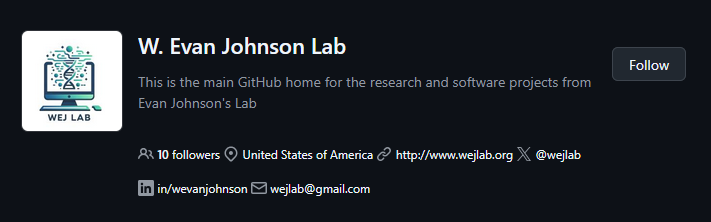 W. Evan Johnson Lab
Follow
This is the main GitHub home for the research and software projects from
Evan Johnson's Lab
WEJ LAB
10 followers United States of America http://www.wejlab.org @wejlab
in/wevanjohnson wejlab@gmail.com